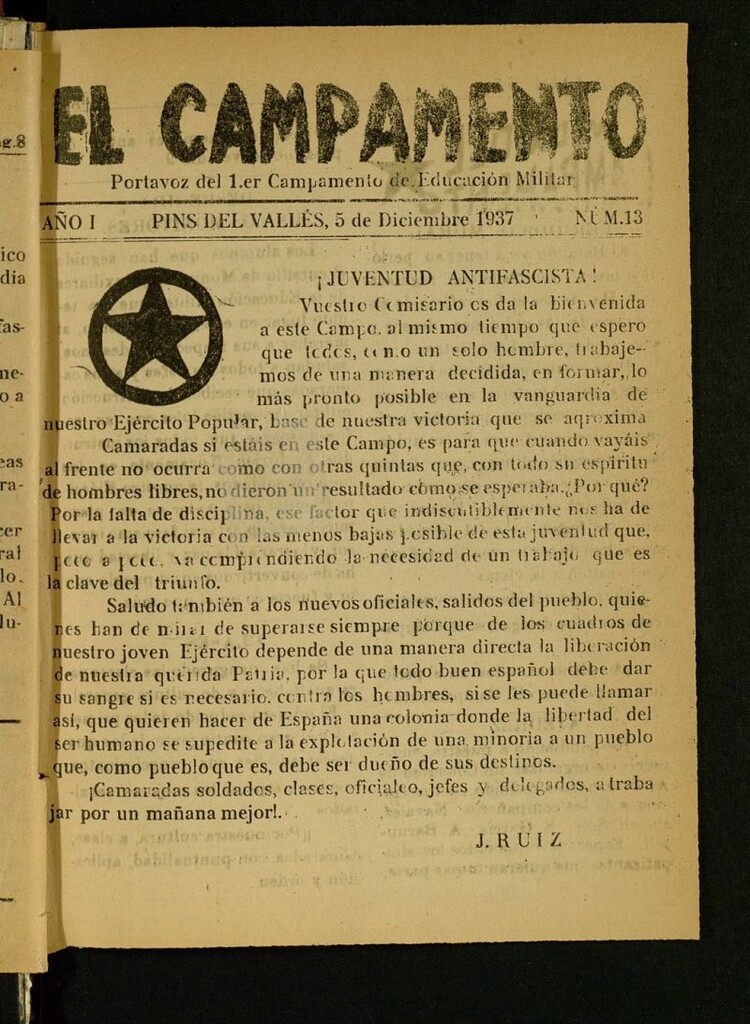 EL CAMPAMENTO
Portavoz del 1.er Campamento de Educación Militar
AÑO I PINS DEL VALLÉS, 5 de Diciembre 1937 NÚM.13
¡JUVENTUD ANTIFASCISTA!
Vuestro Comisario os da la bienvenida
a este Campo, al mismo tiempo que espero
que todos, como un solo hombre, trabaje-
mos de una manera decidida, en formar, lo
más pronto posible en la vanguardia de
nuestro Ejército Popular, base de nuestra victoria que se aproxima
Camaradas si estáis en este Campo, es para que cuando vayáis
al frente no ocurra como con otras quintas que, con todo su espíritu
de hombres libres, no dieron un resultado como se esperaba. ¿Por qué?
Por la falta de disciplina, ese factor que indiscutiblemente nos ha de
llevar a la victoria con las menos bajas posible de esta juventud que,
poco a poco, va comprendiendo la necesidad de un trabajo que es
la clave del triunfo.
Saludo también a los nuevos oficiales, salidos del pueblo, quie-
nes han de mirar de superarse siempre porque de los cuadros de
nuestro joven Ejército depende de una manera directa la liberación
de nuestra querida Patria, por la que todo buen español debe dar
su sangre si es necesario, contra los hombres, si se les puede llamar
así, que quieren hacer de España una colonia donde la libertad del
ser humano se supedite a la explotación de una minoria a un pueblo
que, como pueblo que es, debe ser dueño de sus destinos.
¡Camaradas soldados, clases, oficiales, jefes y delegados, a traba
jar por un mañana mejor!.
J. RUIZ